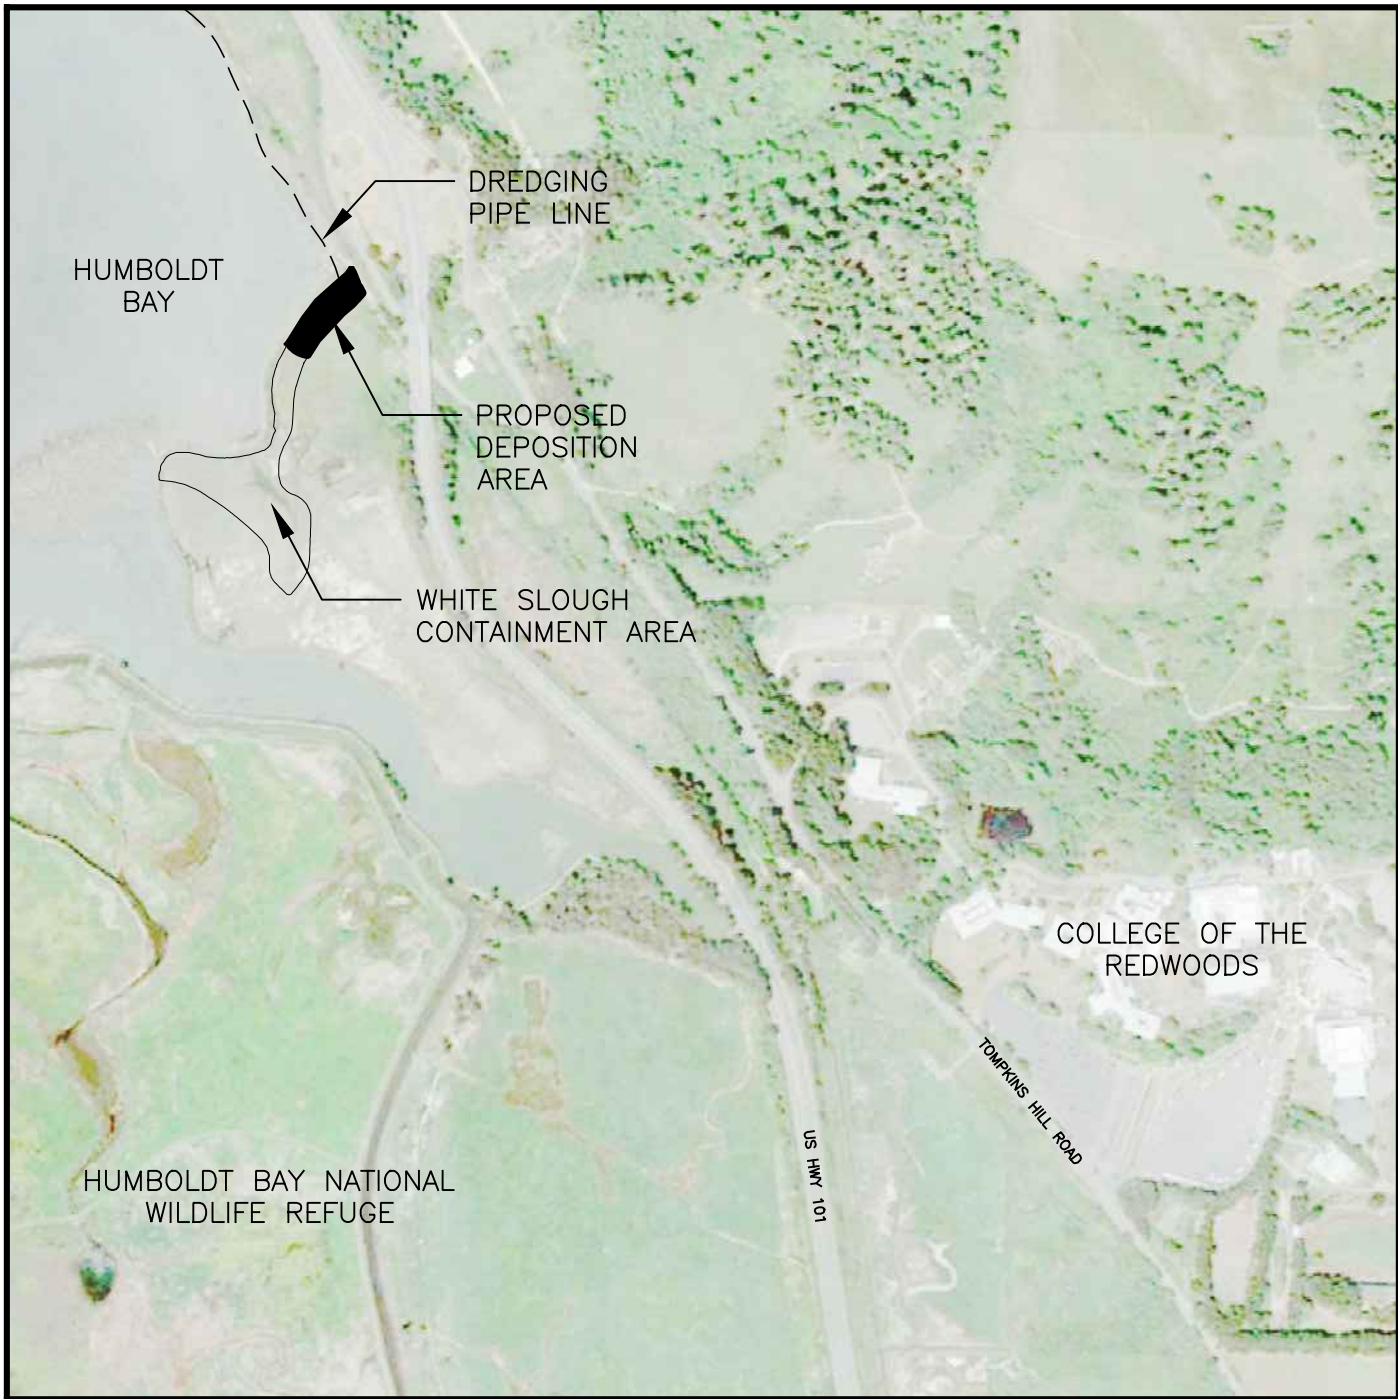 DREDGING
PIPE LINE
HUMBOLDT
BAY
PROPOSED
DEPOSITION
AREA
WHITE SLOUGH
CONTAINMENT AREA
COLLEGE OF THE
REDWOODS
TOMPKINS HILL ROAD
US HWY 101
HUMBOLDT BAY NATIONAL
WILDLIFE REFUGE